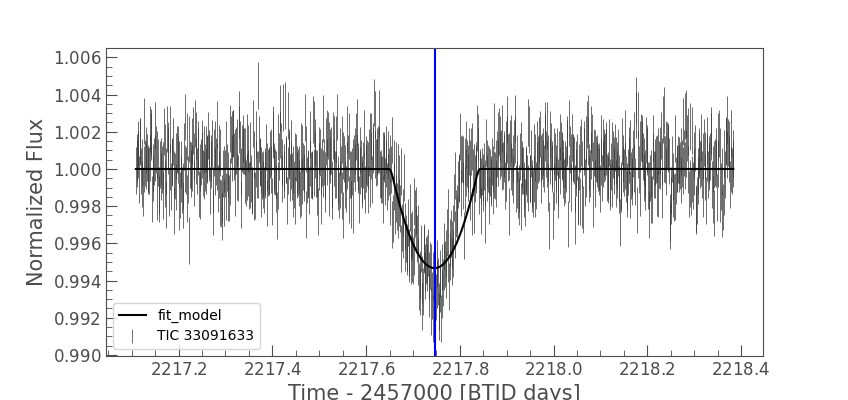 1.006
1.004
1.002
1.000
0.998
0.996
0.994
0.992
0.990
Normalized Flux
fit_model
TIC 33091633
2217.2 2217.4 2217.6 2217.8 2218.0 2218.2 2218.4
Time - 2457000 [BTJD days]